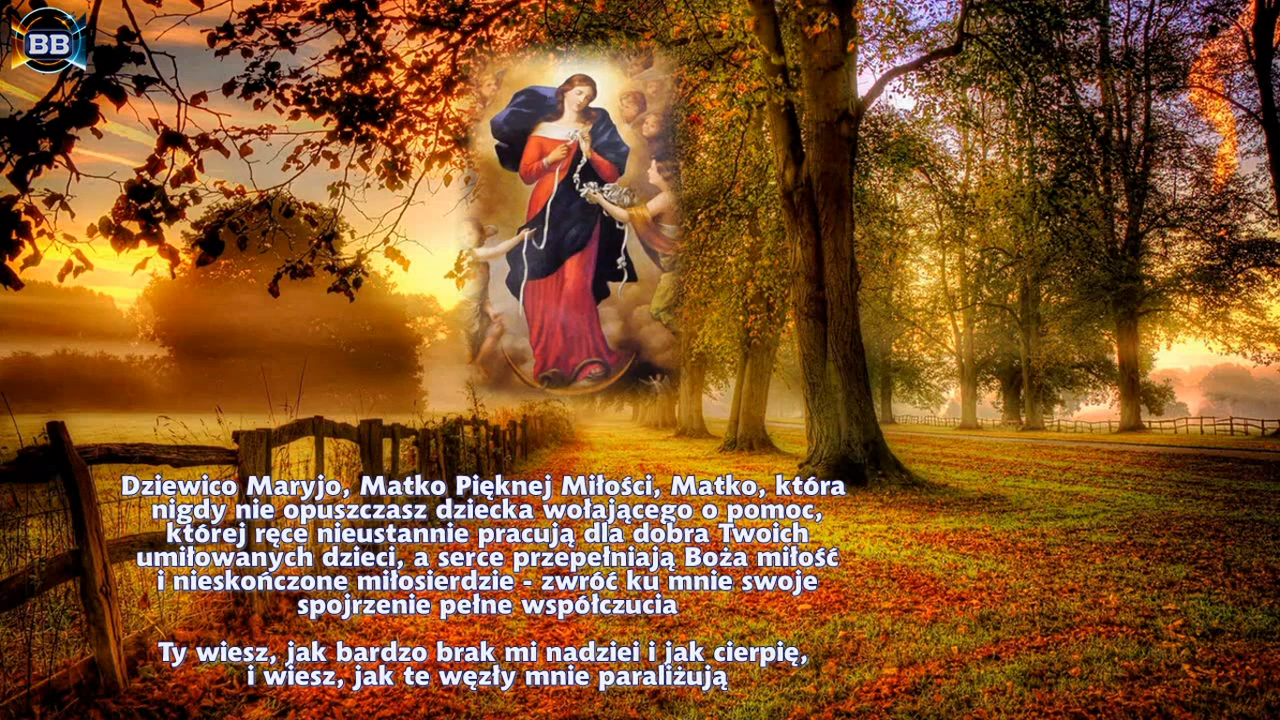 BB
Dziewico Maryjo, Matko Pięknej Miłości, Matko, która
nigdy nie opuszczasz dziecka wołającego o pomoc,
której ręce nieustannie pracują dla dobra Twoich
umiłowanych dzieci, a serce przepełniają Boża miłość
i nieskończone miłosierdzie - zwróć ku mnie swoje
spojrzenie pełne współczucia
Ty wiesz, jak bardzo brak mi nadziei i jak cierpię,
i wiesz, jak te węzły mnie paraliżują